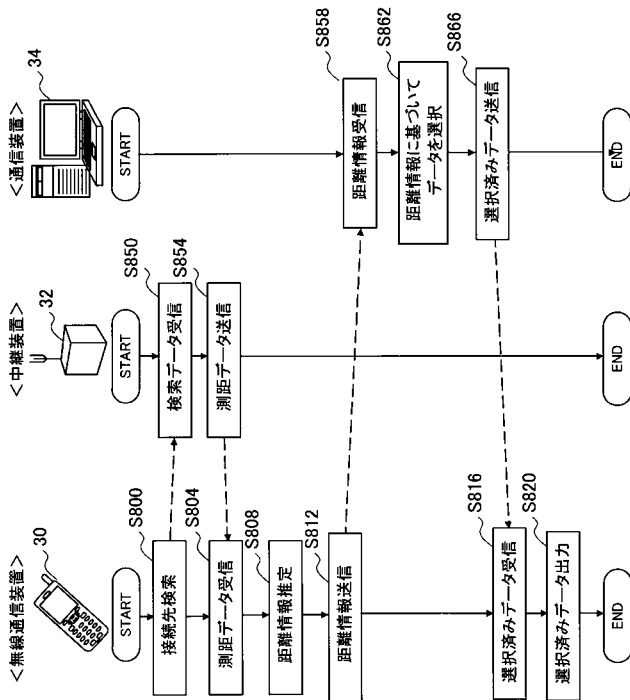 <無線通信装置>
30
START
S800
接続先検索
S804
測距データ受信
S808
距離情報推定
S812
距離情報送信
S816
選択済みデータ受信
S820
選択済みデータ出力
END
<中継装置>
32
START
S850
検索データ受信
S854
測距データ送信
END
<通信装置>
34
START
S858
距離情報受信
S862
距離情報に基づいて
データを選択
S866
選択済みデータ送信
END